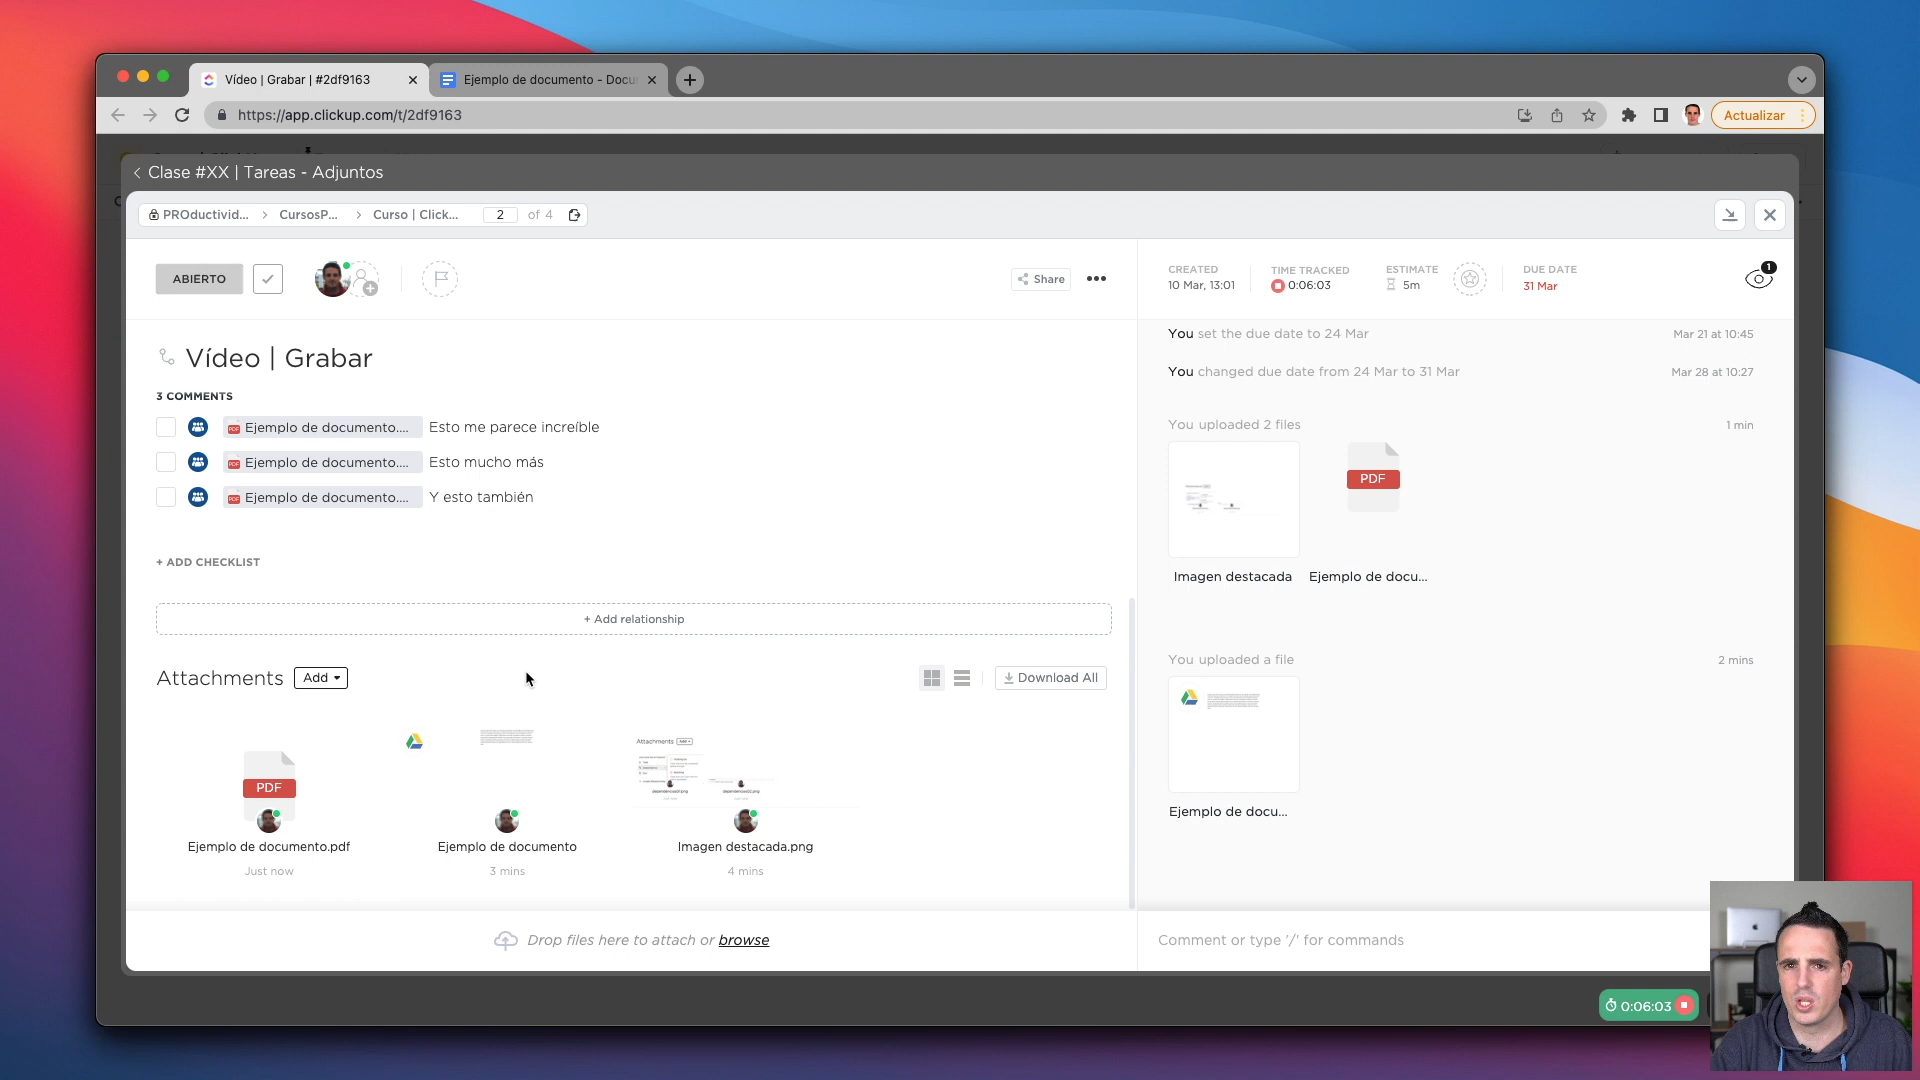 Vídeo | Grabar | #2df9163
Ejemplo de documento - Docu
https://app.clickup.com/t/2df9163
Actualizar
Clase #XX | Tareas - Adjuntos
PROductivid... > CursosP... > Curso | Click... 2 of 4
ABIERTO
Share
CREATED
10 Mar, 13:01
TIME TRACKED
0:06:03
ESTIMATE
5m
DUE DATE
31 Mar
1
Vídeo | Grabar
3 COMMENTS
PDF Ejemplo de documento.... Esto me parece increíble
PDF Ejemplo de documento.... Esto mucho más
PDF Ejemplo de documento.... Y esto también
+ ADD CHECKLIST
+ Add relationship
Attachments Add
Download All
PDF
Ejemplo de documento.pdf
Just now
Ejemplo de documento
3 mins
Attachments Add
Imagen destacada.png
4 mins
Drop files here to attach or browse
You set the due date to 24 Mar Mar 21 at 10:45
You changed due date from 24 Mar to 31 Mar Mar 28 at 10:27
You uploaded 2 files 1 min
PDF
Imagen destacada
Ejemplo de docu...
You uploaded a file 2 mins
Ejemplo de docu...
Comment or type '/' for commands
0:06:03